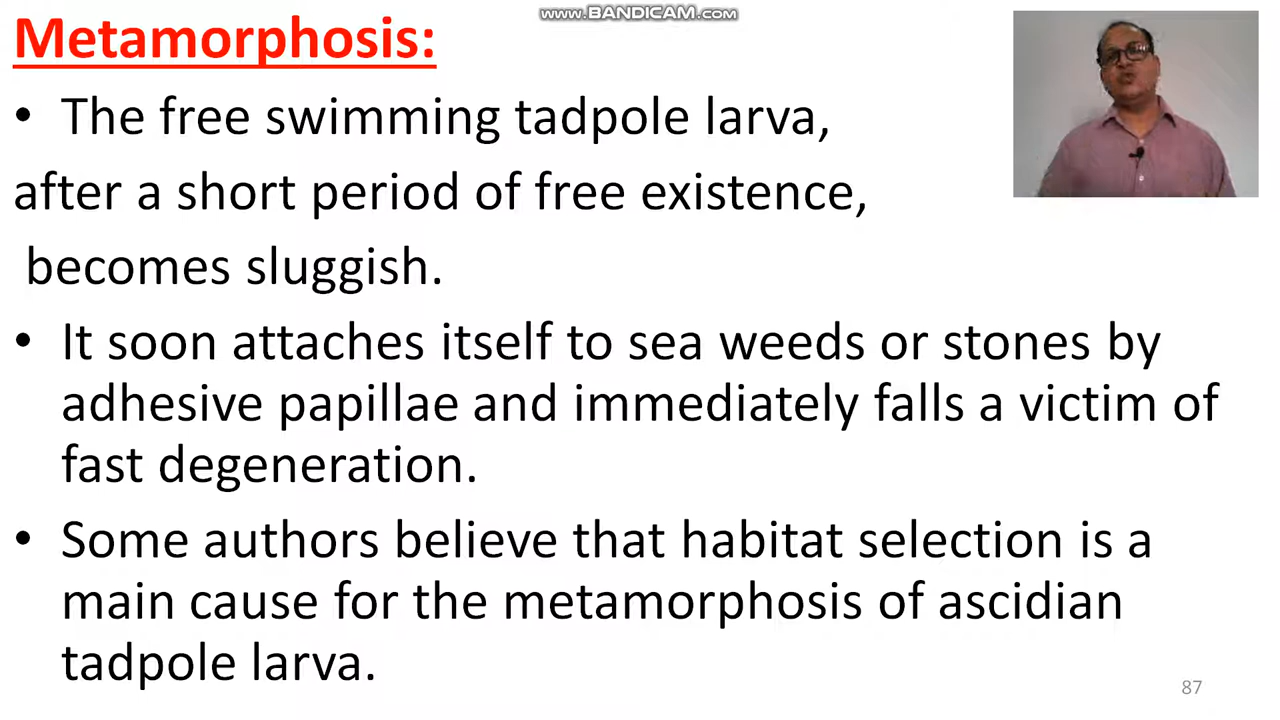 www.BANDICAM.com
Metamorphosis:
• The free swimming tadpole larva,
after a short period of free existence,
becomes sluggish.
• It soon attaches itself to sea weeds or stones by
adhesive papillae and immediately falls a victim of
fast degeneration.
• Some authors believe that habitat selection is a
main cause for the metamorphosis of ascidian
tadpole larva.
87